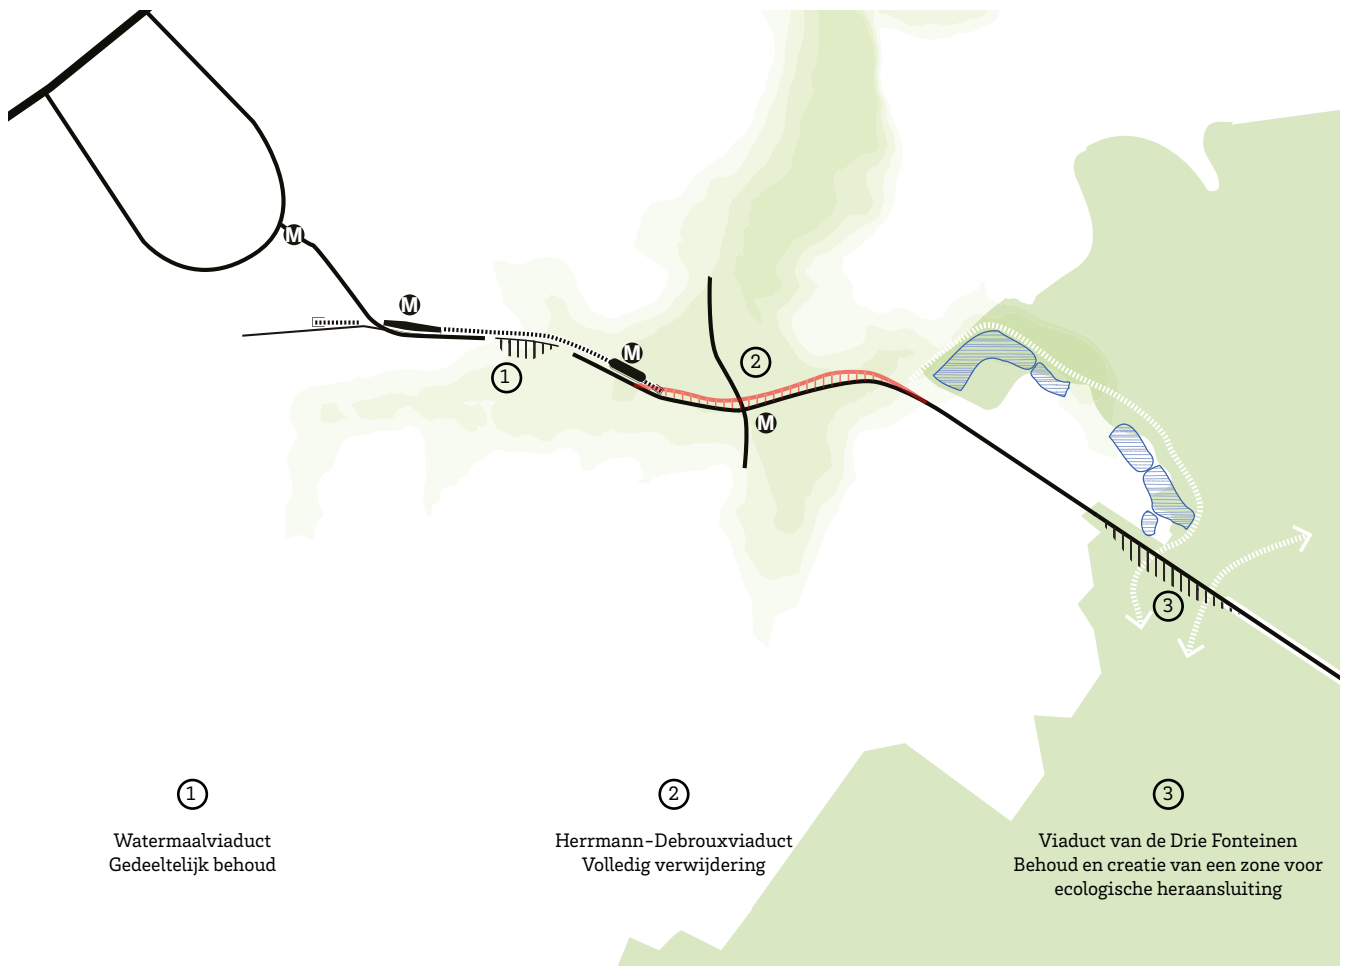 M
M
M
2
1
M
3
1
Watermaalviaduct
Gedeeltelijk behoud
2
Herrmann-Debrouxviaduct
Volledig verwijdering
3
Viaduct van de Drie Fonteinen
Behoud en creatie van een zone voor
ecologische heraansluiting